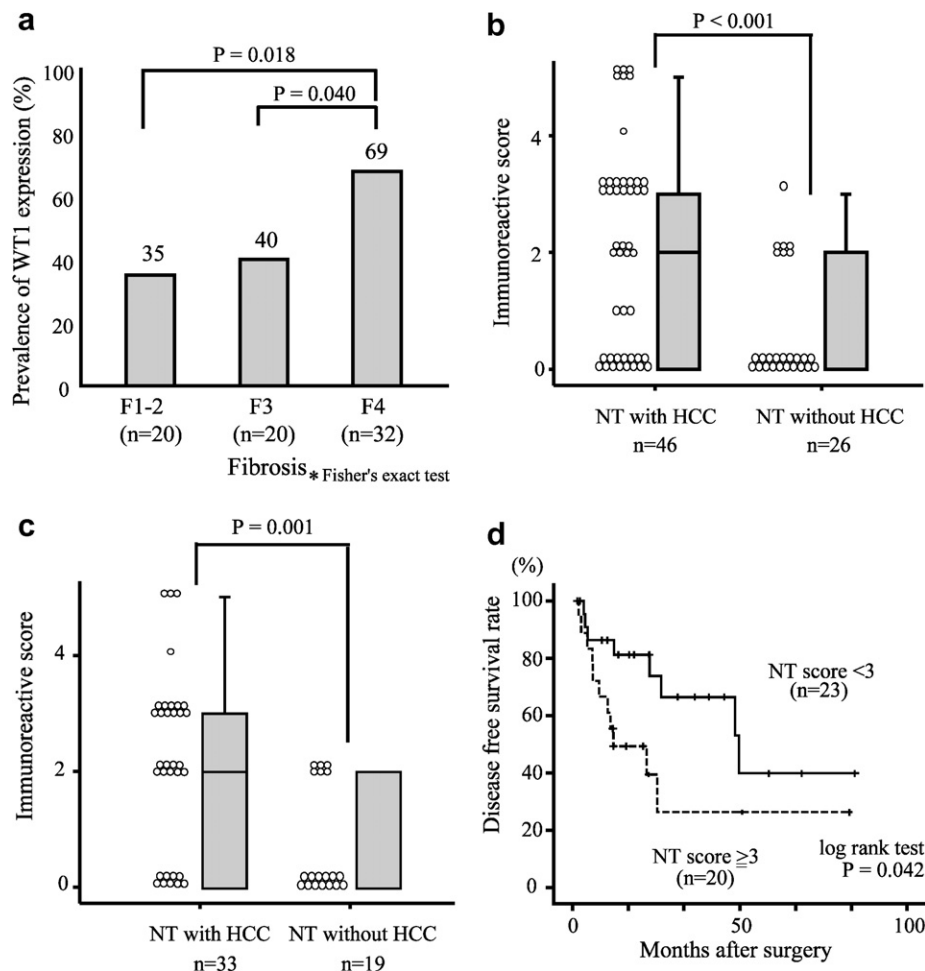 a
P = 0.018
P = 0.040
Prevalence of WT1 expression (%)
100
80
60
40
20
0
35
40
69
F1-2
(n=20)
F3
(n=20)
F4
(n=32)
Fibrosis
* Fisher's exact test
b
P < 0.001
Immunoreactive score
4
2
0
NT with HCC
n=46
NT without HCC
n=26
c
P = 0.001
Immunoreactive score
4
2
0
NT with HCC
n=33
NT without HCC
n=19
d
(%)
Disease free survival rate
100
80
60
40
20
0
NT score <3
(n=23)
NT score ≥3
(n=20)
log rank test
P = 0.042
0
50
100
Months after surgery